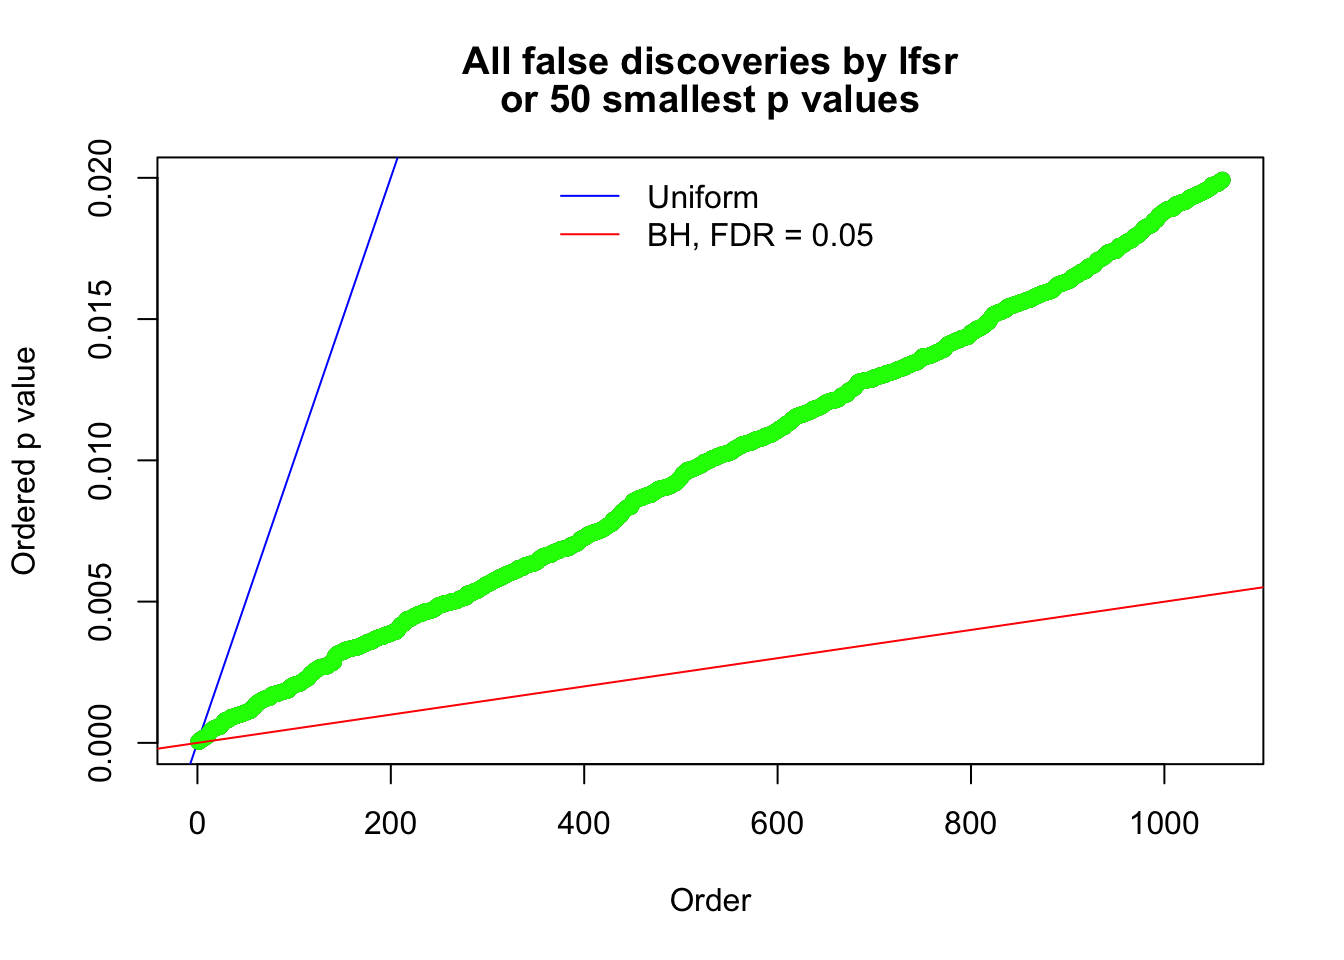 All false discoveries by lfsr
or 50 smallest p values
Uniform
BH, FDR = 0.05
Ordered p value
0.020
0.015
0.010
0.005
0.000
0 200 400 600 800 1000
Order